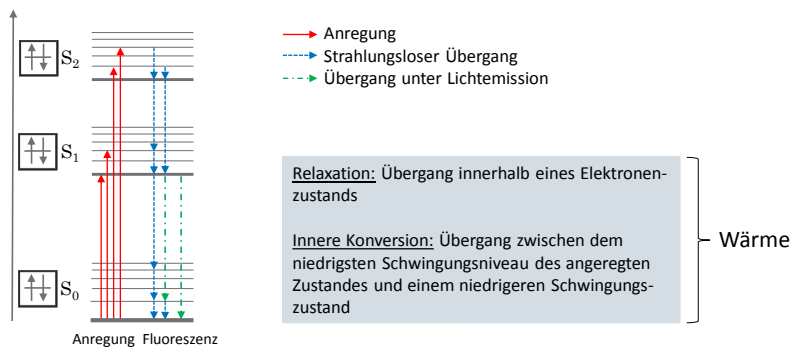 S₂
S₁
S₀
Anregung Fluoreszenz
Anregung
Strahlungsloser Übergang
Übergang unter Lichtemission
Relaxation: Übergang innerhalb eines Elektronen-
zustands
Innere Konversion: Übergang zwischen dem
niedrigsten Schwingungsniveau des angeregten
Zustandes und einem niedrigeren Schwingungs-
zustand
Wärme